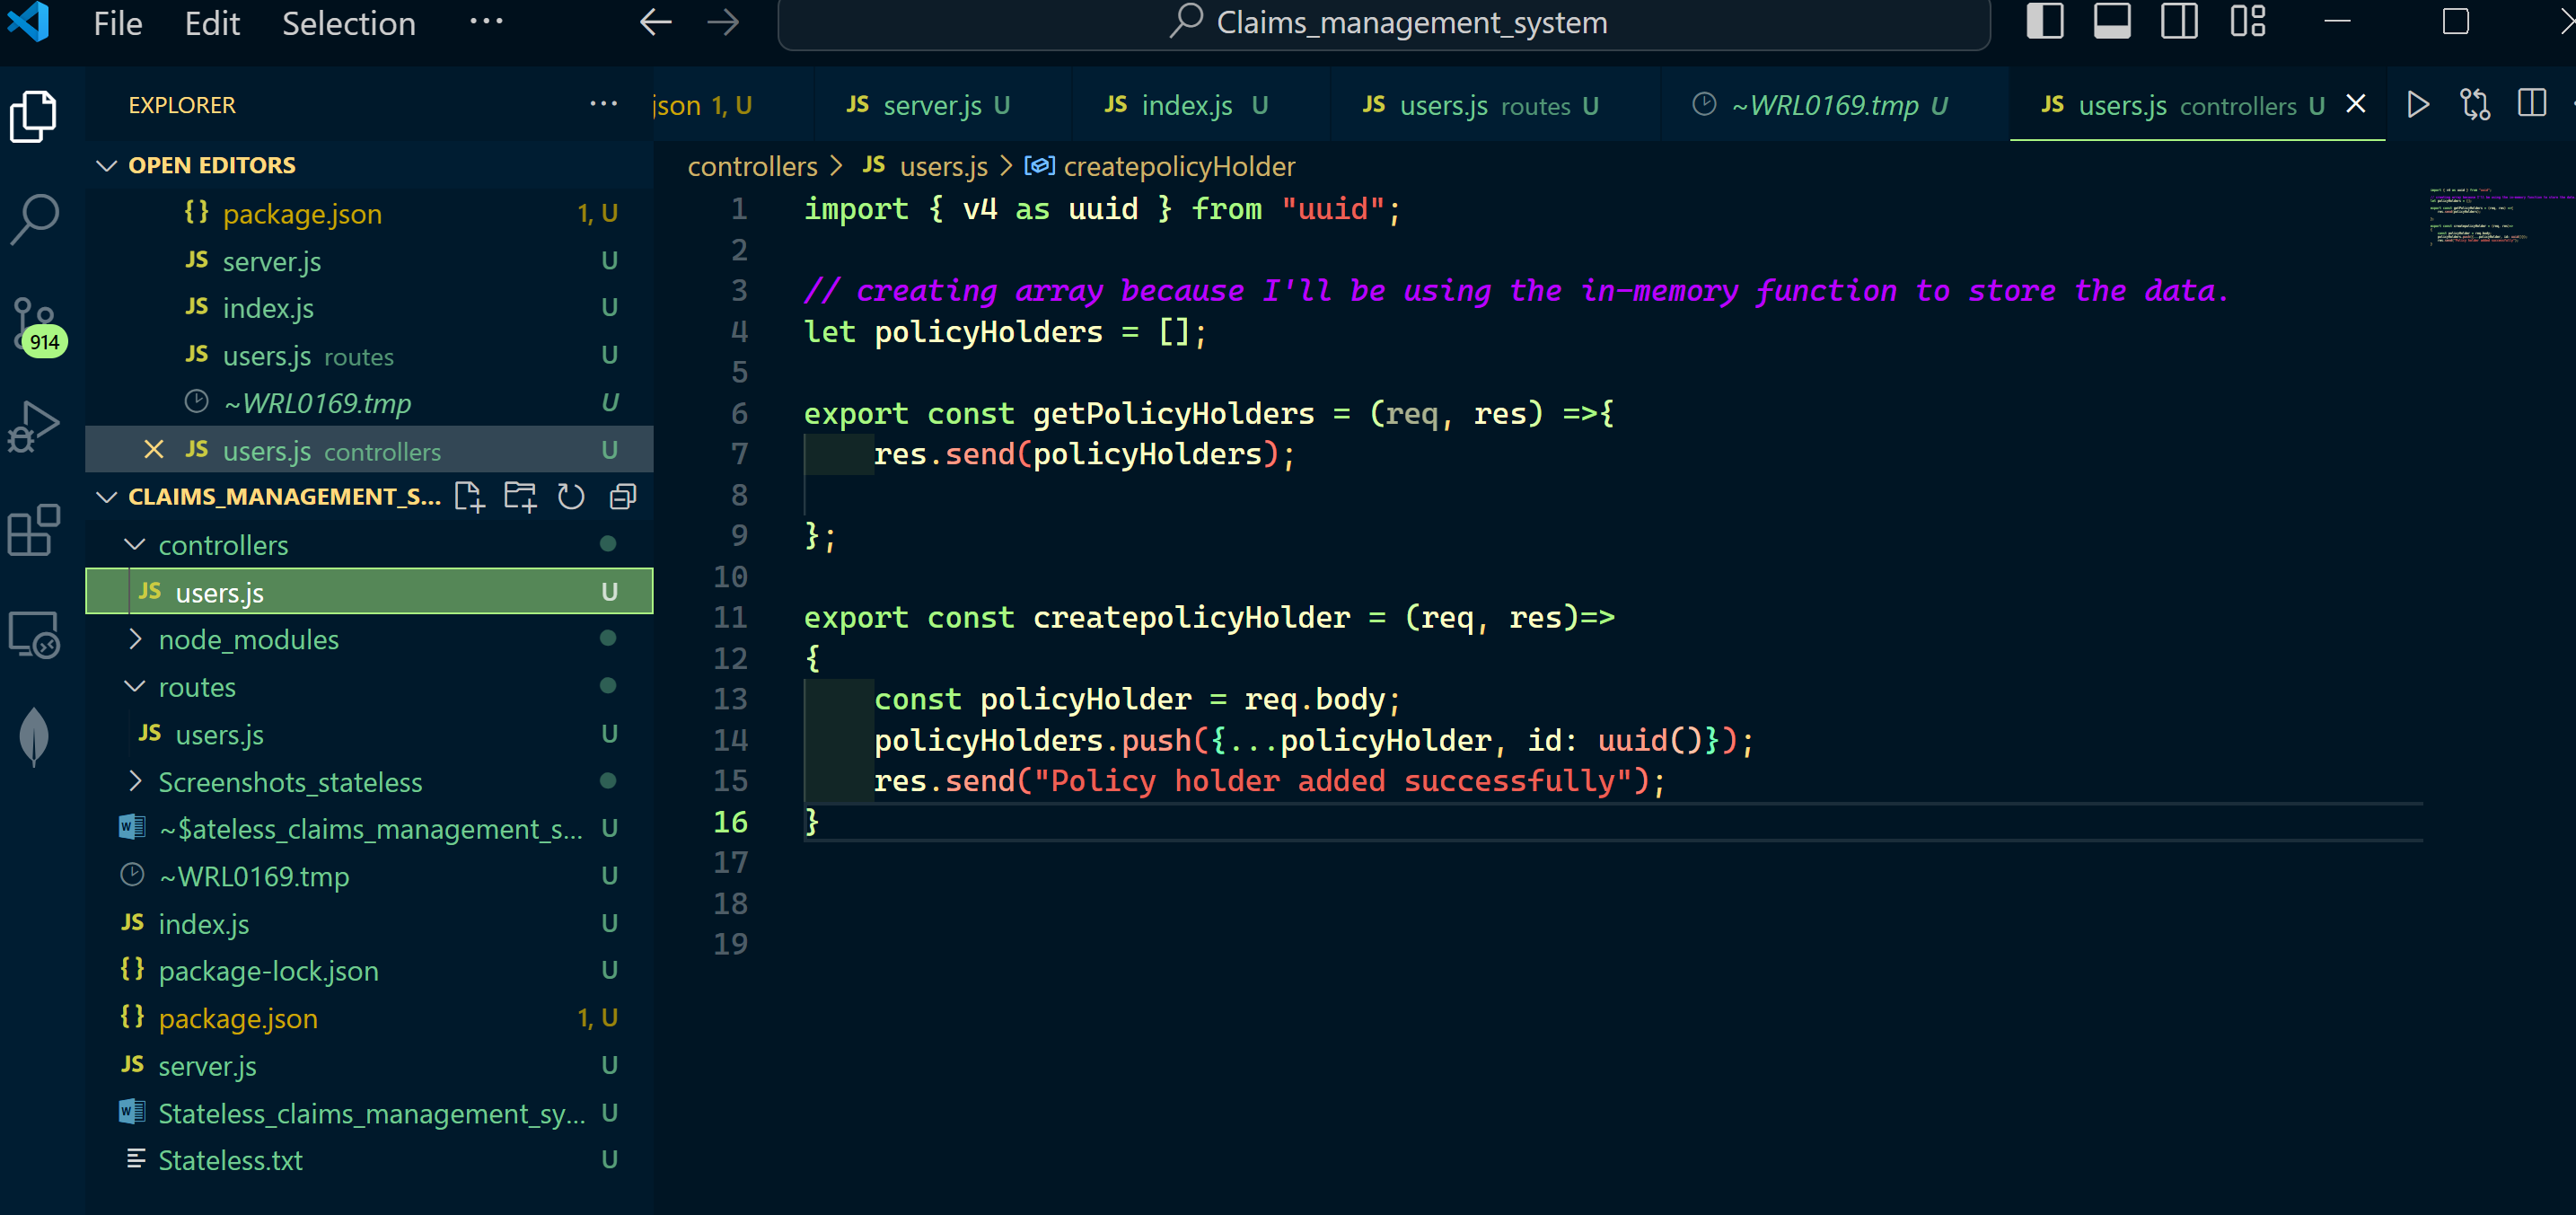 File Edit Selection ··· Claims_management_system
EXPLORER ···
json 1, U JS server.js U JS index.js U JS users.js routes U ~WRL0169.tmp U JS users.js controllers U
OPEN EDITORS
{} package.json 1, U
JS server.js U
JS index.js U
JS users.js routes U
~WRL0169.tmp U
JS users.js controllers U
CLAIMS_MANAGEMENT_S...
controllers
JS users.js U
node_modules
routes
JS users.js U
Screenshots_stateless
~$ateless_claims_management_s... U
~WRL0169.tmp U
JS index.js U
{} package-lock.json U
{} package.json 1, U
JS server.js U
Stateless_claims_management_sy... U
Stateless.txt U
914
controllers > JS users.js > createpolicyHolder
1 import { v4 as uuid } from "uuid";
2
3 // creating array because I'll be using the in-memory function to store the data.
4 let policyHolders = [];
5
6 export const getPolicyHolders = (req, res) =>{
7 res.send(policyHolders);
8
9 };
10
11 export const createpolicyHolder = (req, res)=>
12 {
13 const policyHolder = req.body;
14 policyHolders.push({...policyHolder, id: uuid()});
15 res.send("Policy holder added successfully");
16 }
17
18
19